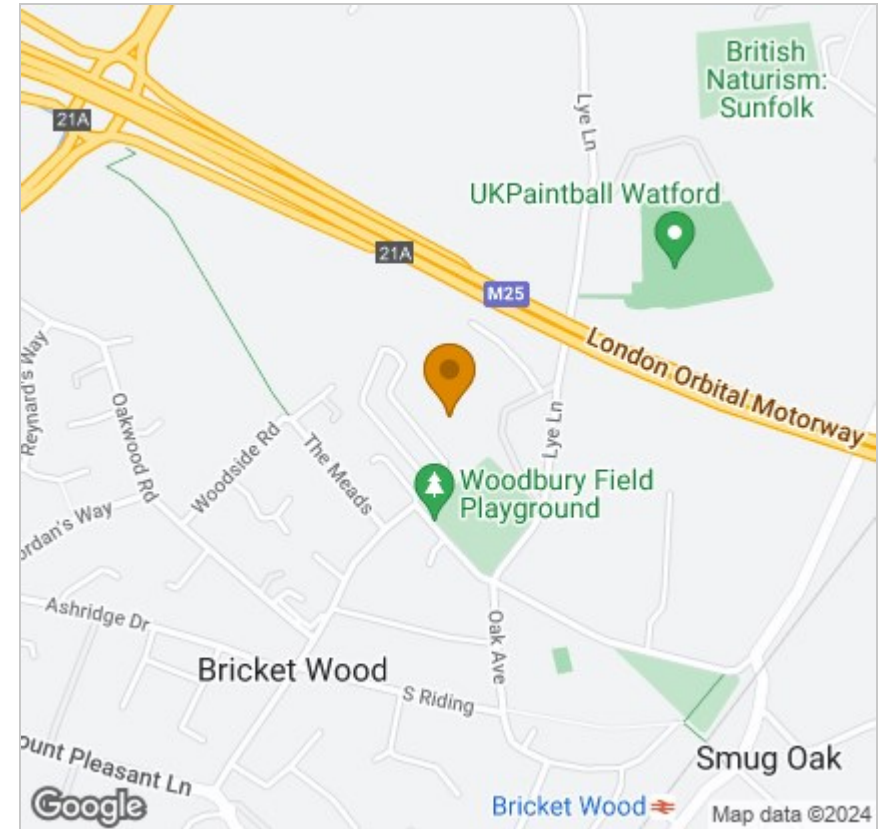 British
Naturism:
Sunfolk
21A
Lye Ln
UKPaintball Watford
21A
M25
London Orbital Motorway
Reynard's Way
Oakwood Rd
Woodside Rd
The Meads
Lye Ln
Woodbury Field
Playground
ordan's Way
Ashridge Dr
Oak Ave
Bricket Wood
S Riding
ount Pleasant Ln
Smug Oak
Google
Bricket Wood
Map data ©2024